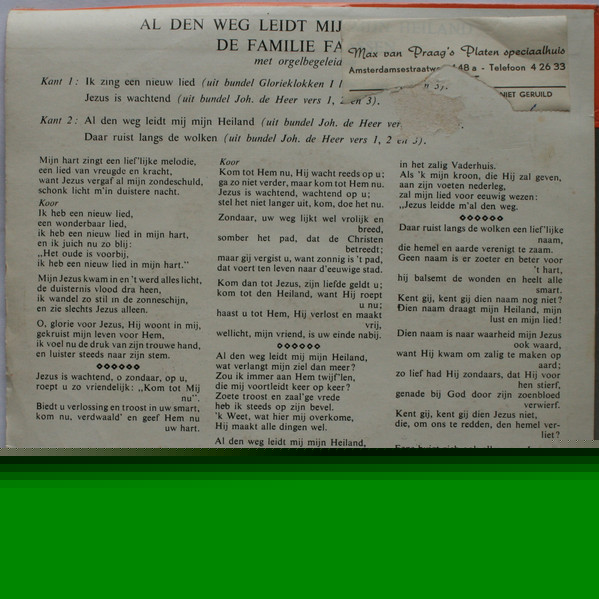 AL DEN WEG LEIDT MIJ MIJN HEILAND
DE FAMILIE FA
met orgelbegeleid
Max van Praag's Platen speciaalhuis
Amsterdamsestraatw 48 a - Telefoon 4 26 33
NIET GERUILD
Kant 1: Ik zing een nieuw lied (uit bundel Glorieklokken 1 3).
Jezus is wachtend (uit bundel Joh. de Heer vers 1, 2 en 3).
Kant 2: Al den weg leidt mij mijn Heiland (uit bundel Joh. de Heer ver
Daar ruist langs de wolken (uit bundel Joh. de Heer vers 1, 2 en 3).
Mijn hart zingt een lief'lijke melodie,
een lied van vreugde en kracht,
want Jezus vergaf al mijn zondeschuld,
schonk licht m'in duistere nacht.
Koor
Ik heb een nieuw lied,
een wonderbaar lied,
ik heb een nieuw lied in mijn hart,
en ik juich nu zo blij:
„Het oude is voorbij,
ik heb een nieuw lied in mijn hart."
Mijn Jezus kwam in en 't werd alles licht,
de duisternis vlood dra heen,
ik wandel zo stil in de zonneschijn,
en zie slechts Jezus alleen.
O, glorie voor Jezus, Hij woont in mij,
gekruist mijn leven voor Hem,
ik voel nu de druk van zijn trouwe hand,
en luister steeds naar zijn stem.
Jezus is wachtend, o zondaar, op u,
roept u zo vriendelijk: „Kom tot Mij
nu".
Biedt u verlossing en troost in uw smart,
kom nu, verdwaald' en geef Hem nu
uw hart.
Koor
Kom tot Hem nu, Hij wacht reeds op u;
ga zo niet verder, maar kom tot Hem nu.
Jezus is wachtend, wachtend op u;
stel het niet langer uit, kom, doe het nu.
Zondaar, uw weg lijkt wel vrolijk en
breed,
somber het pad, dat de Christen
betreedt;
maar gij vergist u, want zonnig is 't pad,
dat voert ten leven naar d'eeuwige stad.
Kom dan tot Jezus, zijn liefde geldt u;
kom tot den Heiland, want Hij roept
u nu;
haast u tot Hem, Hij verlost en maakt
vrij,
wellicht, mijn vriend, is uw einde nabij.
Al den weg leidt mij mijn Heiland,
wat verlangt mijn ziel dan meer?
Zou ik immer aan Hem twijf'len,
die mij voortleidt keer op keer?
Zoete troost en zaal'ge vrede
heb ik steeds op zijn bevel.
'k Weet, wat hier mij overkome,
Hij maakt alle dingen wel.
Al den weg leidt mij mijn Heiland,
in het zalig Vaderhuis.
Als 'k mijn kroon, die Hij zal geven,
aan zijn voeten nederleg,
zal mijn lied voor eeuwig wezen:
„Jezus leidde m'al den weg.
Daar ruist langs de wolken een lief'lijke
naam,
die hemel en aarde verenigt te zaam.
Geen naam is er zoeter en beter voor
't hart,
hij balsemt de wonden en heelt alle
smart.
Kent gij, kent gij dien naam nog niet?
Dien naam draagt mijn Heiland, mijn
lust en mijn lied!
Dien naam is naar waarheid mijn Jezus
ook waard,
want Hij kwam om zalig te maken op
aard;
zo lief had Hij zondaars, dat Hij voor
hen stierf,
genade bij God door zijn zoenbloed
verwierf.
Kent gij, kent gij dien Jezus niet,
die, om ons te redden, den hemel ver-
liet?